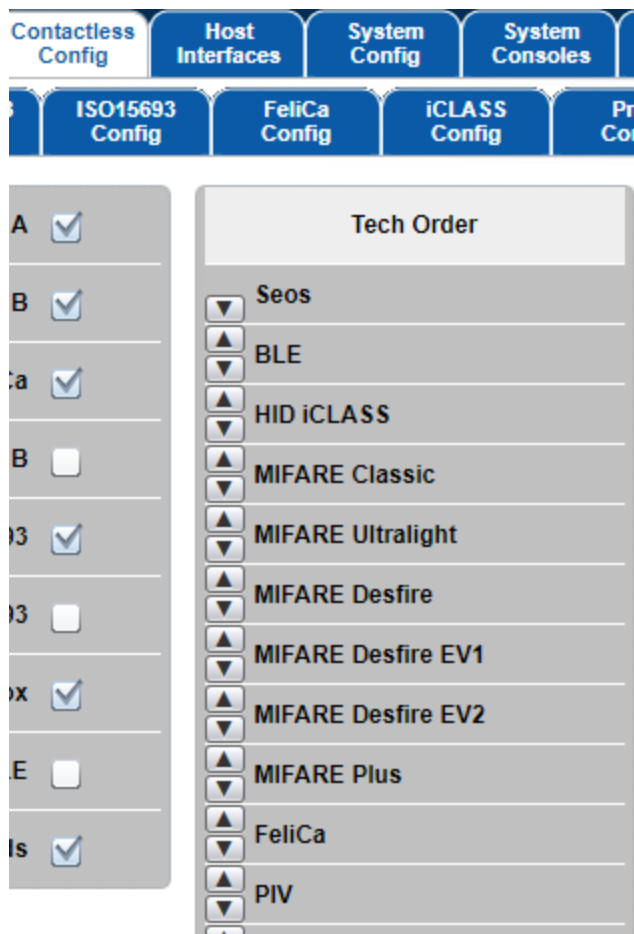 Contactless
Config
Host
Interfaces
System
Config
System
Consoles
ISO15693
Config
FeliCa
Config
iCLASS
Config
A
B
B
Tech Order
Seos
BLE
HID iCLASS
MIFARE Classic
MIFARE Ultralight
MIFARE Desfire
MIFARE Desfire EV1
MIFARE Desfire EV2
MIFARE Plus
FeliCa
PIV